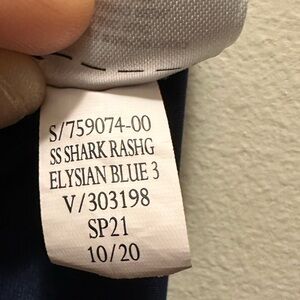 S/759074-00
SS SHARK RASHG
ELYSIAN BLUE 3
V/303198
SP21
10/20